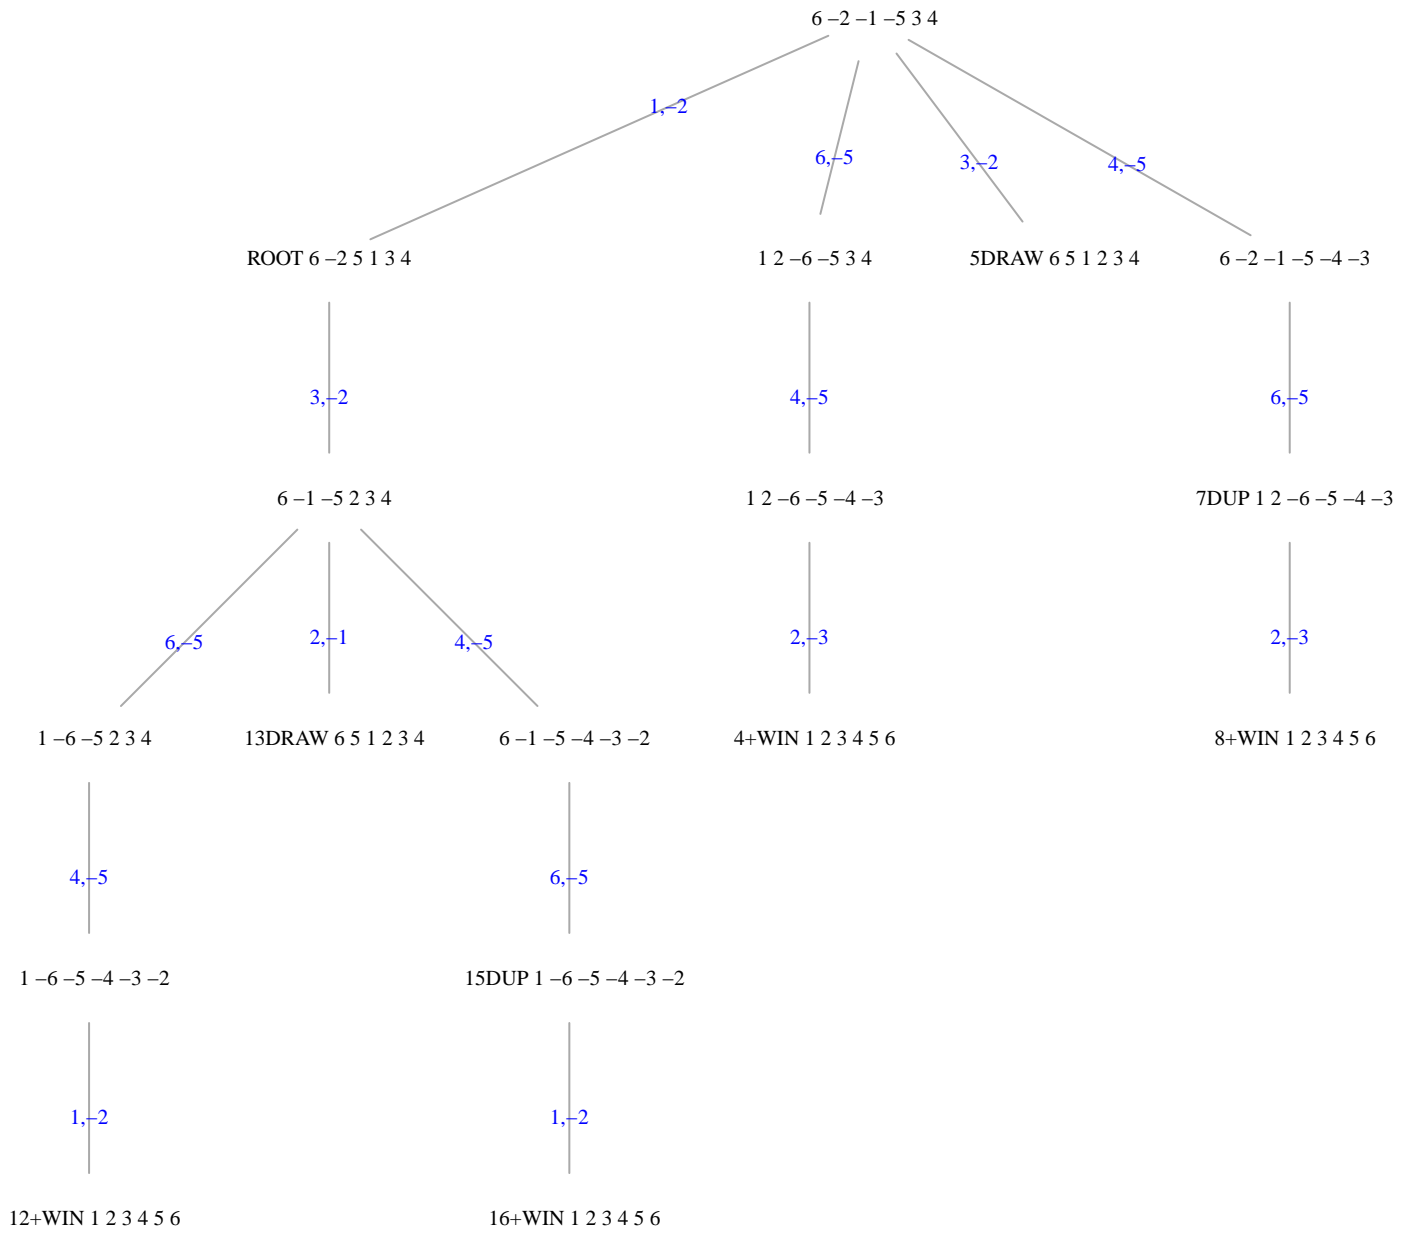 6 –2 –1 –5 3 4
1,–2
6,–5
3,–2
4,–5
ROOT 6 –2 5 1 3 4
1 2 –6 –5 3 4
5DRAW 6 5 1 2 3 4
6 –2 –1 –5 –4 –3
3,–2
4,–5
6,–5
6 –1 –5 2 3 4
1 2 –6 –5 –4 –3
7DUP 1 2 –6 –5 –4 –3
6,–5
2,–1
4,–5
2,–3
2,–3
1 –6 –5 2 3 4
13DRAW 6 5 1 2 3 4
6 –1 –5 –4 –3 –2
4+WIN 1 2 3 4 5 6
8+WIN 1 2 3 4 5 6
4,–5
6,–5
1 –6 –5 –4 –3 –2
15DUP 1 –6 –5 –4 –3 –2
1,–2
1,–2
12+WIN 1 2 3 4 5 6
16+WIN 1 2 3 4 5 6